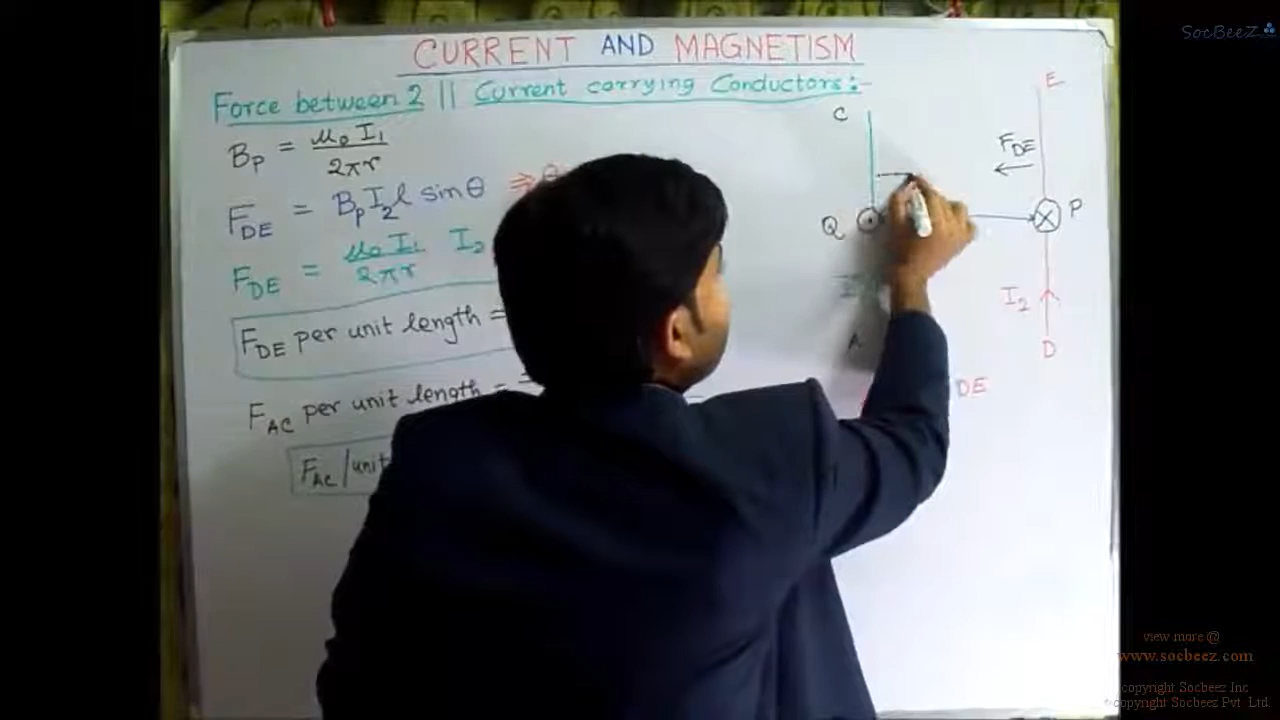 SocBeeZ
CURRENT AND MAGNETISM
Force between 2 || Current carrying Conductors:-
B_P = μ₀ I₁ / 2πr
F_DE = B_P I₂ l sinθ ⇒
F_DE = μ₀ I₁ / 2πr I₂
F_DE per unit length =
F_AC per unit length =
F_AC / unit
C
E
F_DE
←
Q
P
I₂
A
D
DE
view more @
www.socbeez.com
copyright Socbeez Inc
copyright Socbeez Pvt Ltd